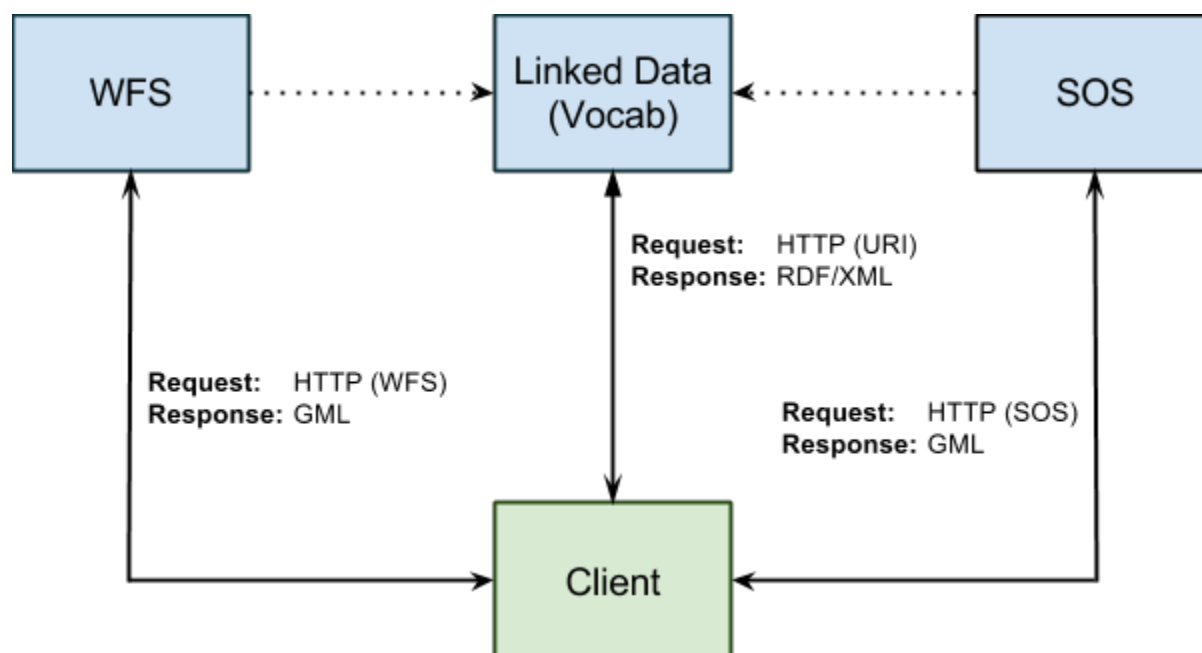 WFS
Linked Data
(Vocab)
SOS
Request: HTTP (URI)
Response: RDF/XML
Request: HTTP (WFS)
Response: GML
Request: HTTP (SOS)
Response: GML
Client